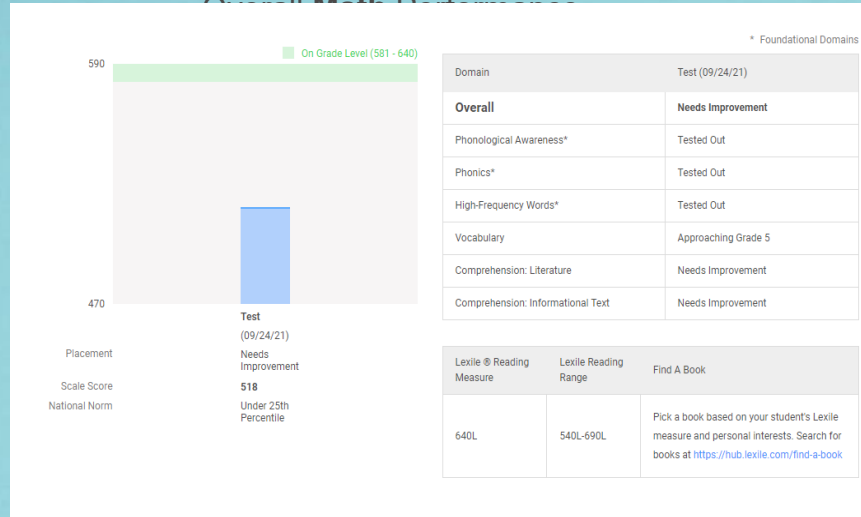 Overall Math Performance
On Grade Level (581 - 640)
590
470
Test
(09/24/21)
Placement
Needs
Improvement
Scale Score
518
National Norm
Under 25th
Percentile
* Foundational Domains
Domain
Test (09/24/21)
Overall
Needs Improvement
Phonological Awareness*
Tested Out
Phonics*
Tested Out
High-Frequency Words*
Tested Out
Vocabulary
Approaching Grade 5
Comprehension: Literature
Needs Improvement
Comprehension: Informational Text
Needs Improvement
Lexile ® Reading
Measure
Lexile Reading
Range
Find A Book
640L
540L-690L
Pick a book based on your student's Lexile
measure and personal interests. Search for
books at https://hub.lexile.com/find-a-book